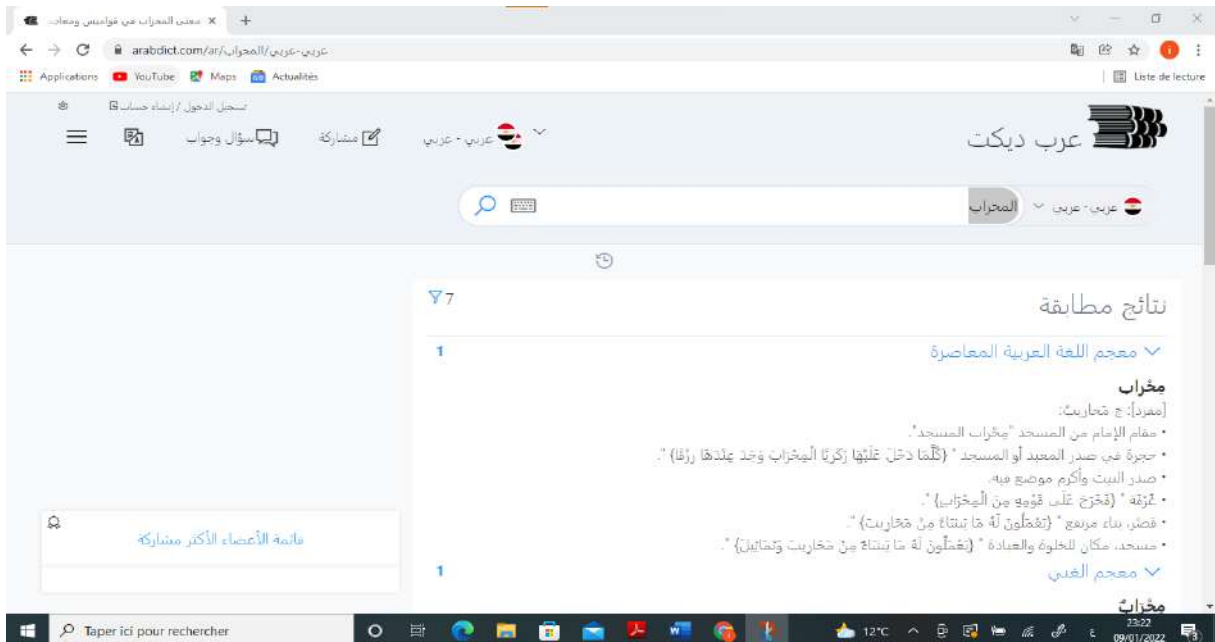 معنى المحراب في قواميس ومعاجم
arabdict.com/ar/عربي-عربي/المحراب
Applications YouTube Maps Actualités
Liste de lecture
تسجيل الدخول / إنشاء حساب
عرب ديكت
عربي - عربي
مشاركة
سؤال وجواب
عربي - عربي
المحراب
نتائج مطابقة
7
معجم اللغة العربية المعاصرة
1
مِحْراب
[مفرد]: ج مَحاريبُ:
• مقام الإمام من المسجد "مِحْراب المسجد".
• حجرة في صدر المعبد أو المسجد " {كُلَّمَا دَخَلَ عَلَيْهَا زَكَرِيَّا الْمِحْرَابَ وَجَدَ عِنْدَهَا رِزْقًا} ".
• صدر البيت وأكرم موضع فيه.
• غُرْفة " {فَخَرَجَ عَلَى قَوْمِهِ مِنَ الْمِحْرَابِ} ".
• قصْر، بناء مرتفع " {يَعْمَلُونَ لَهُ مَا يَشَاءُ مِنْ مَحَارِيبَ} ".
• مسجد، مكان للخلوة والعبادة " {يَعْمَلُونَ لَهُ مَا يَشَاءُ مِنْ مَحَارِيبَ وَتَمَاثِيلَ} ".
معجم الغني
1
مِحْرَابٌ
قائمة الأعضاء الأكثر مشاركة
Taper ici pour rechercher
12°C
ع
23:22
09/01/2022
3